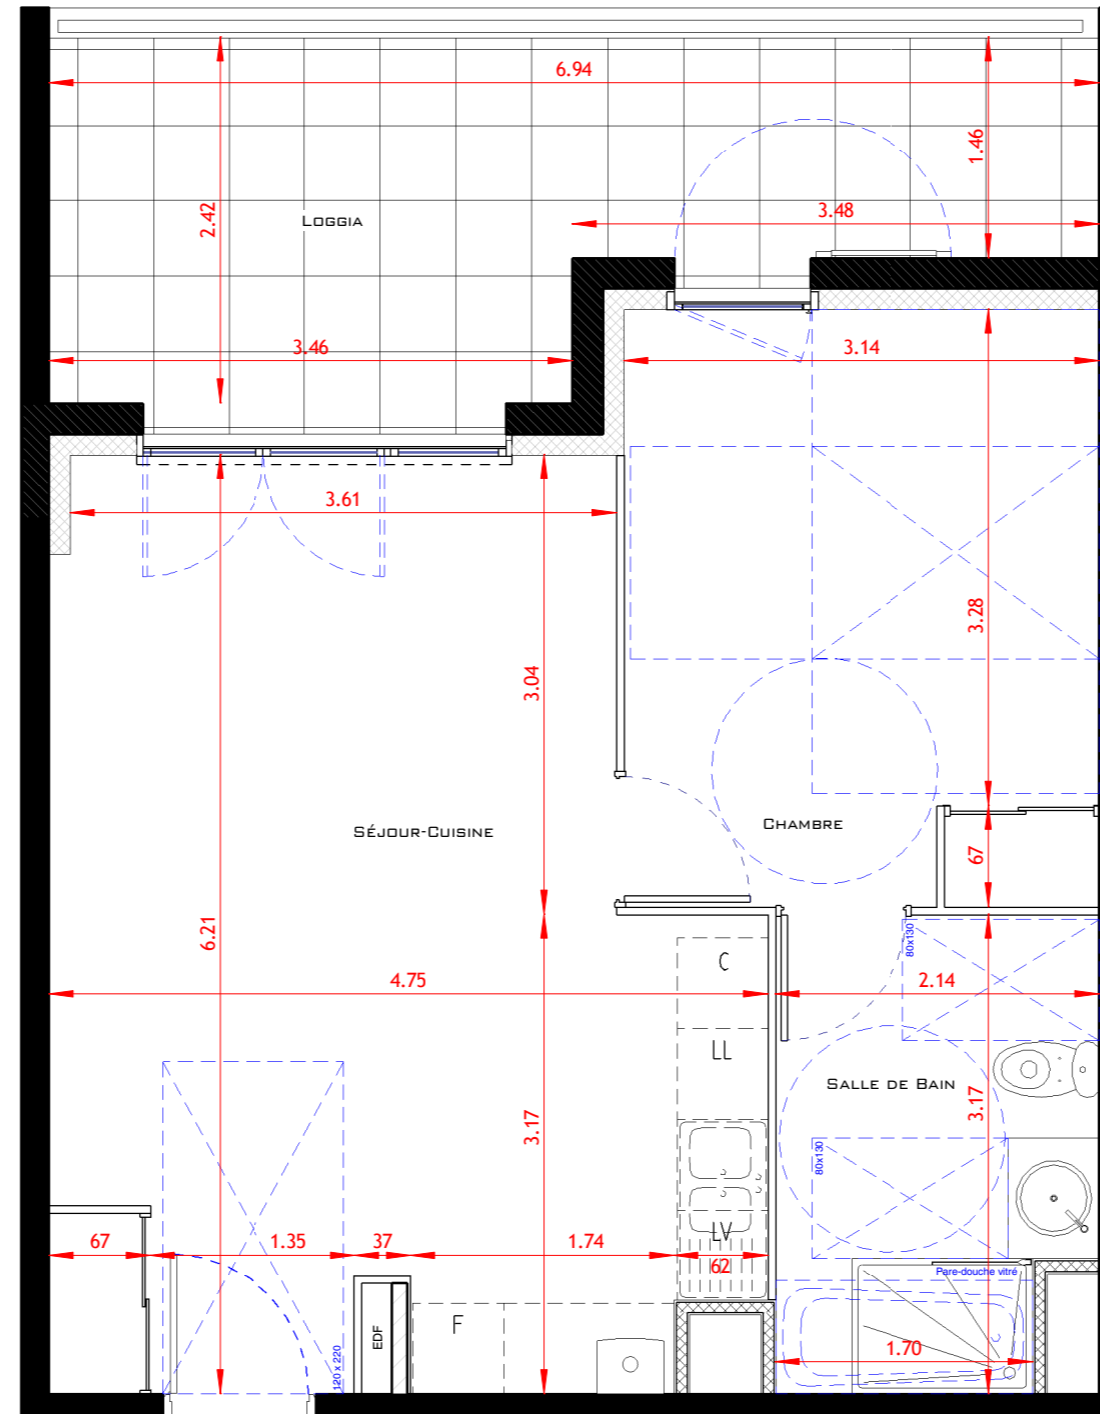 6.94
1.46
2.42
LOGGIA
3.48
3.46
3.14
3.61
3.28
3.04
SÉJOUR-CUISINE
CHAMBRE
67
6.21
80x130
C
4.75
2.14
LL
SALLE DE BAIN
3.17
3.17
80x130
LV
67
1.35
37
1.74
62
Pare-douche vitré
F
EDF
1.70
120 x 220